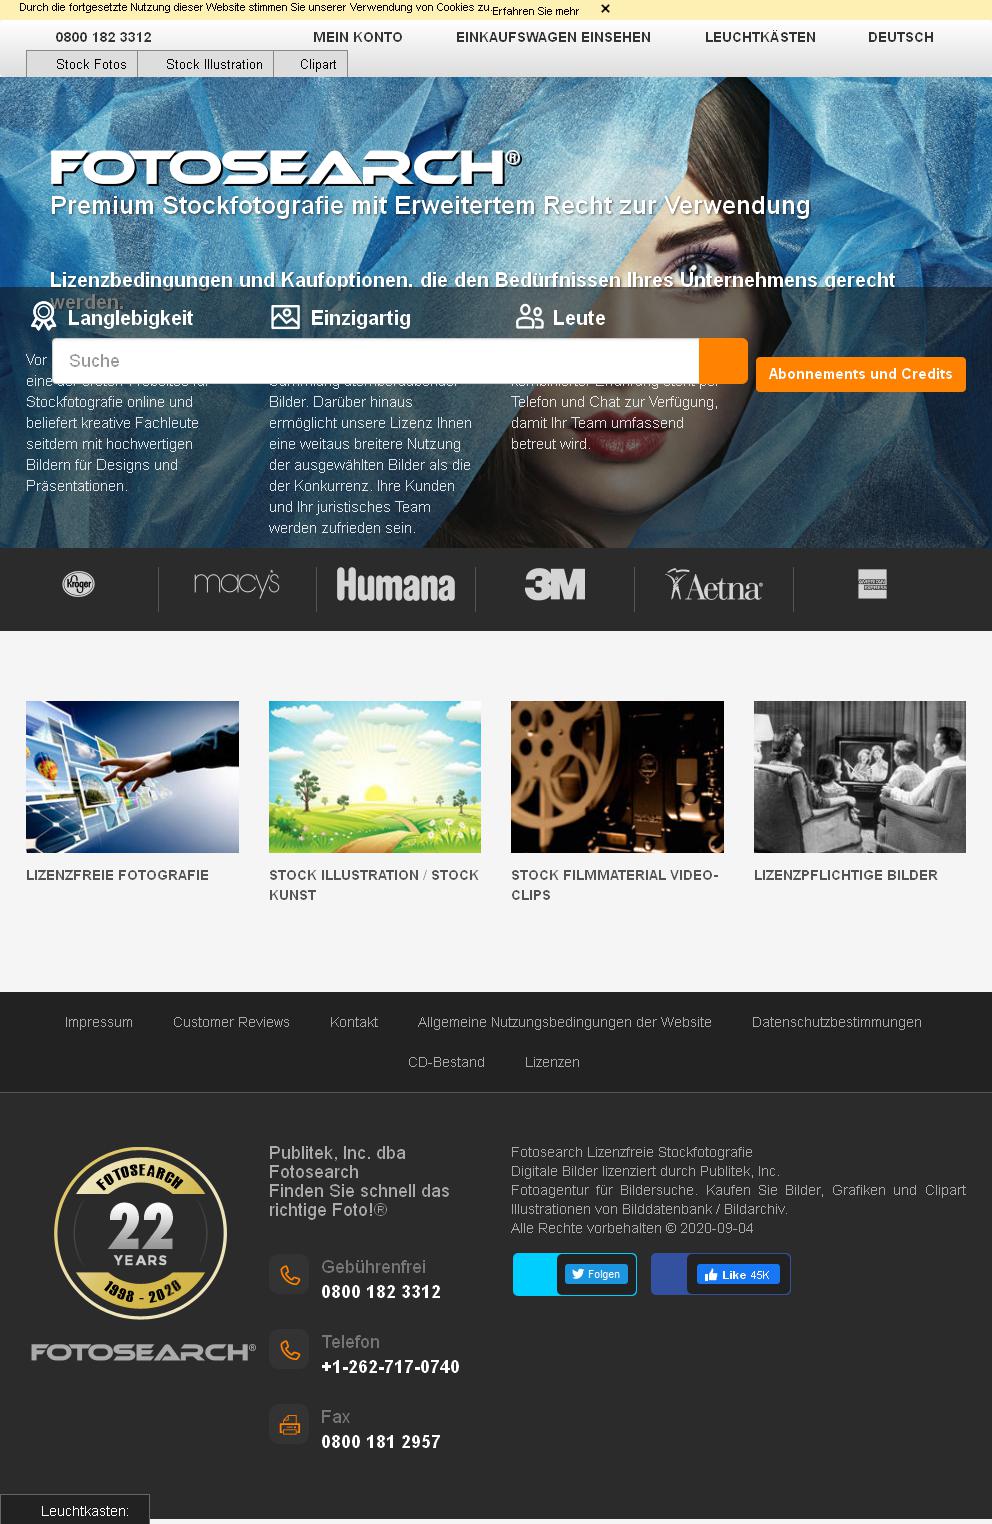 Durch die fortgesetzte Nutzung dieser Website stimmen Sie unserer Verwendung von Cookies zu. Erfahren Sie mehr ×
0800 182 3312 MEIN KONTO EINKAUFSWAGEN EINSEHEN LEUCHTKÄSTEN DEUTSCH
Stock Fotos Stock Illustration Clipart
FOTOSEARCH®
Premium Stockfotografie mit Erweitertem Recht zur Verwendung
Lizenzbedingungen und Kaufoptionen, die den Bedürfnissen Ihres Unternehmens gerecht
werden.
Langlebigkeit
Einzigartig
Leute
Suche
Abonnements und Credits
Vor
eine der ersten Websites für
Stockfotografie online und
beliefert kreative Fachleute
seitdem mit hochwertigen
Bildern für Designs und
Präsentationen.
Sammlung atemberaubender
Bilder. Darüber hinaus
ermöglicht unsere Lizenz Ihnen
eine weitaus breitere Nutzung
der ausgewählten Bilder als die
der Konkurrenz. Ihre Kunden
und Ihr juristisches Team
werden zufrieden sein.
kombinierter Erfahrung steht per
Telefon und Chat zur Verfügung,
damit Ihr Team umfassend
betreut wird.
Kroger macy's Humana 3M Aetna AMERICAN EXPRESS
LIZENZFREIE FOTOGRAFIE
STOCK ILLUSTRATION / STOCK
KUNST
STOCK FILMMATERIAL VIDEO-
CLIPS
LIZENZPFLICHTIGE BILDER
Impressum Customer Reviews Kontakt Allgemeine Nutzungsbedingungen der Website Datenschutzbestimmungen
CD-Bestand Lizenzen
FOTOSEARCH
22
YEARS
1998 - 2020
FOTOSEARCH®
Publitek, Inc. dba
Fotosearch
Finden Sie schnell das
richtige Foto!®
Gebührenfrei
0800 182 3312
Telefon
+1-262-717-0740
Fax
0800 181 2957
Fotosearch Lizenzfreie Stockfotografie
Digitale Bilder lizenziert durch Publitek, Inc.
Fotoagentur für Bildersuche. Kaufen Sie Bilder, Grafiken und Clipart
Illustrationen von Bilddatenbank / Bildarchiv.
Alle Rechte vorbehalten © 2020-09-04
Folgen Like 45K
Leuchtkasten: